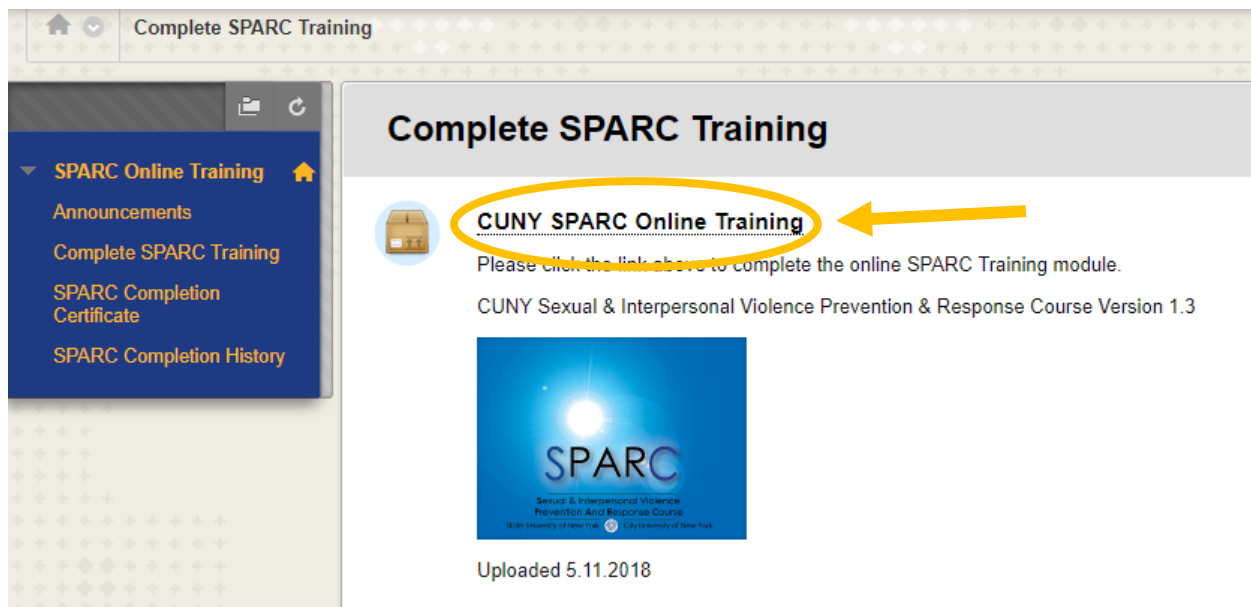 Complete SPARC Training
SPARC Online Training
Announcements
Complete SPARC Training
SPARC Completion
Certificate
SPARC Completion History
Complete SPARC Training
CUNY SPARC Online Training
Please click the link above to complete the online SPARC Training module.
CUNY Sexual & Interpersonal Violence Prevention & Response Course Version 1.3
SPARC
Sexual & Interpersonal Violence
Prevention And Response Course
State University of New York City University of New York
Uploaded 5.11.2018